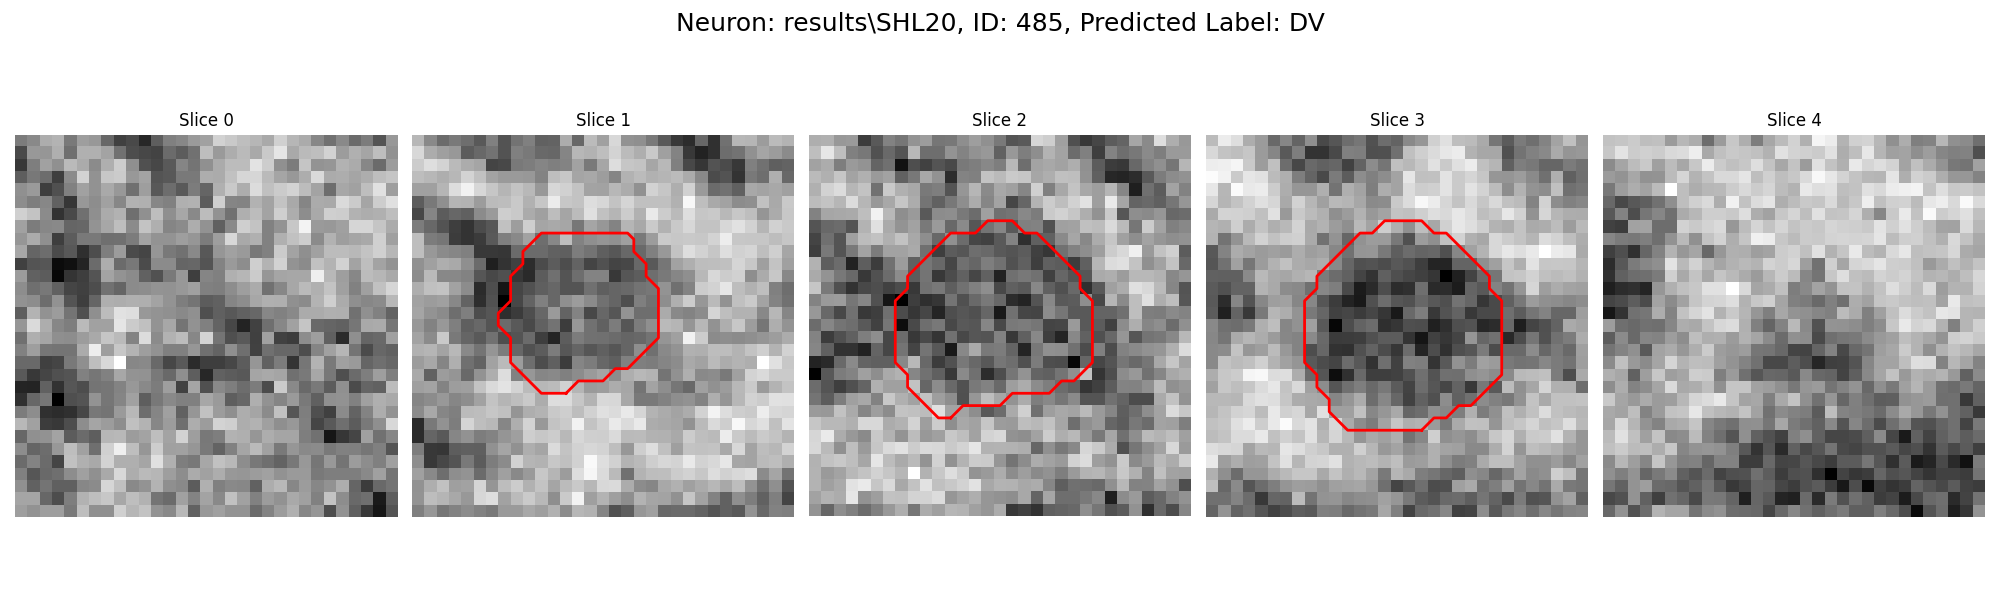 Neuron: results\SHL20, ID: 485, Predicted Label: DV
Slice 0
Slice 1
Slice 2
Slice 3
Slice 4